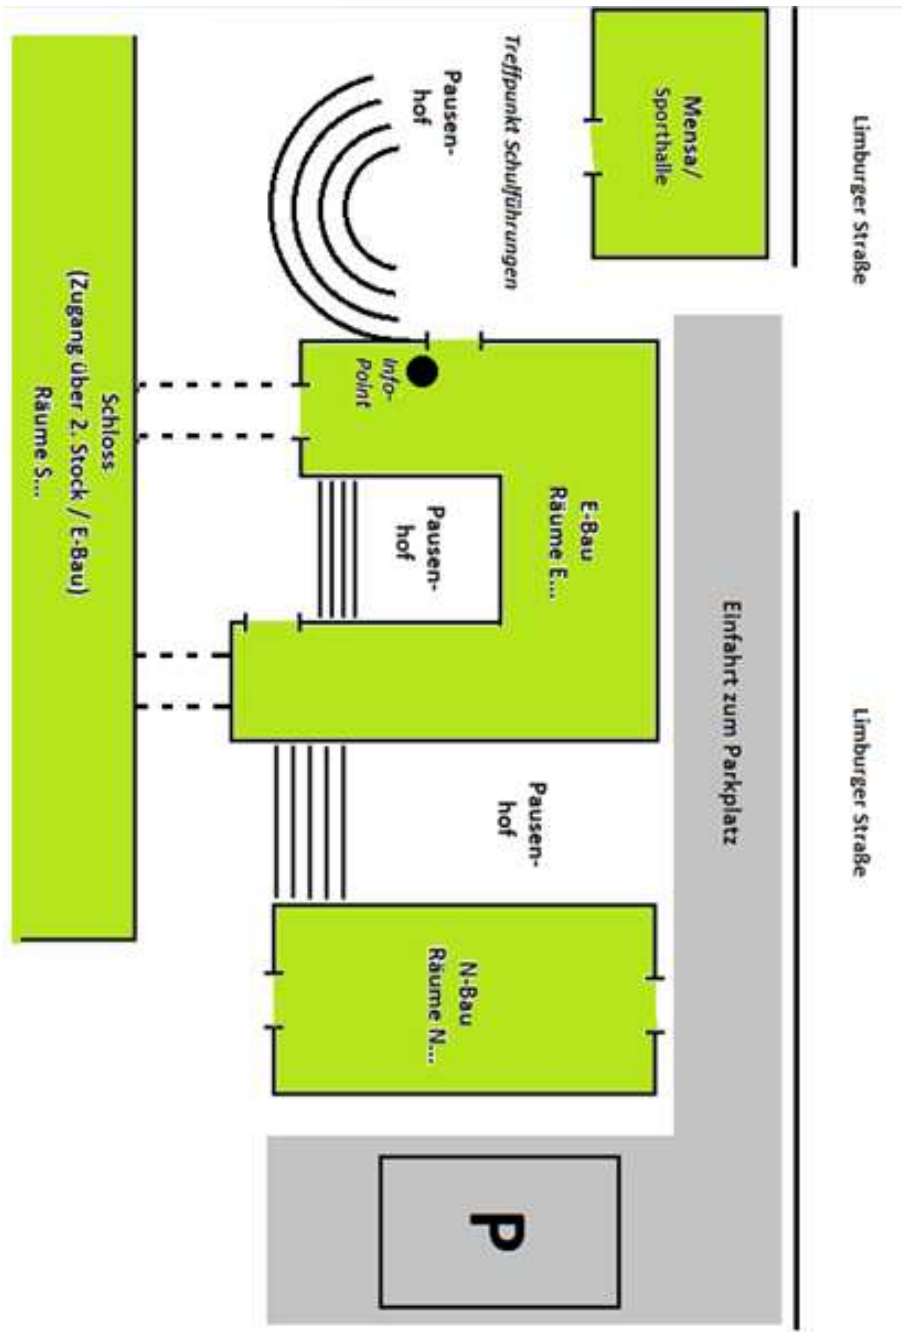 Limburger Straße
Limburger Straße
Einfahrt zum Parkplatz
Mensa/
Sporthalle
Treffpunkt Schulführungen
Pausen-
hof
E-Bau
Räume E...
Pausen-
hof
Info-
Point
Pausen-
hof
N-Bau
Räume N...
P
Schloss
(Zugang über 2. Stock / E-Bau)
Räume S...